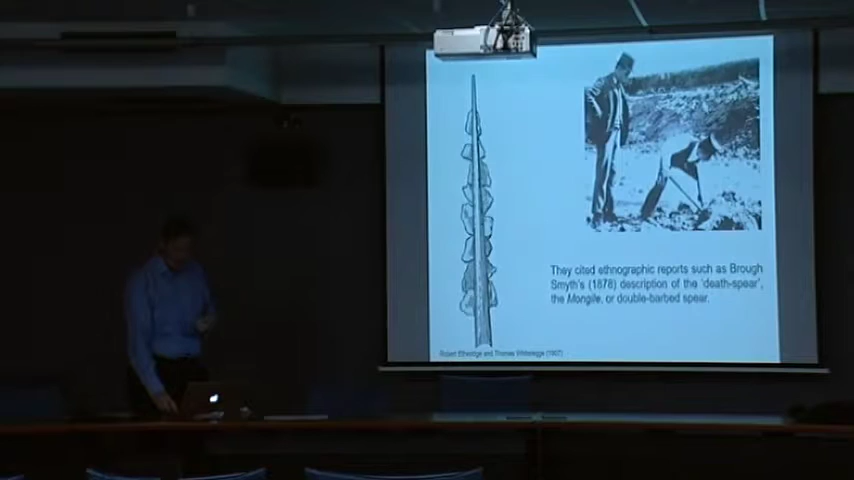 They cited ethnographic reports such as Brough
Smyth's (1878) description of the 'death-spear',
the Mongile, or double-barbed spear.
Robert Etheridge and Thomas Whitelegge (1907)